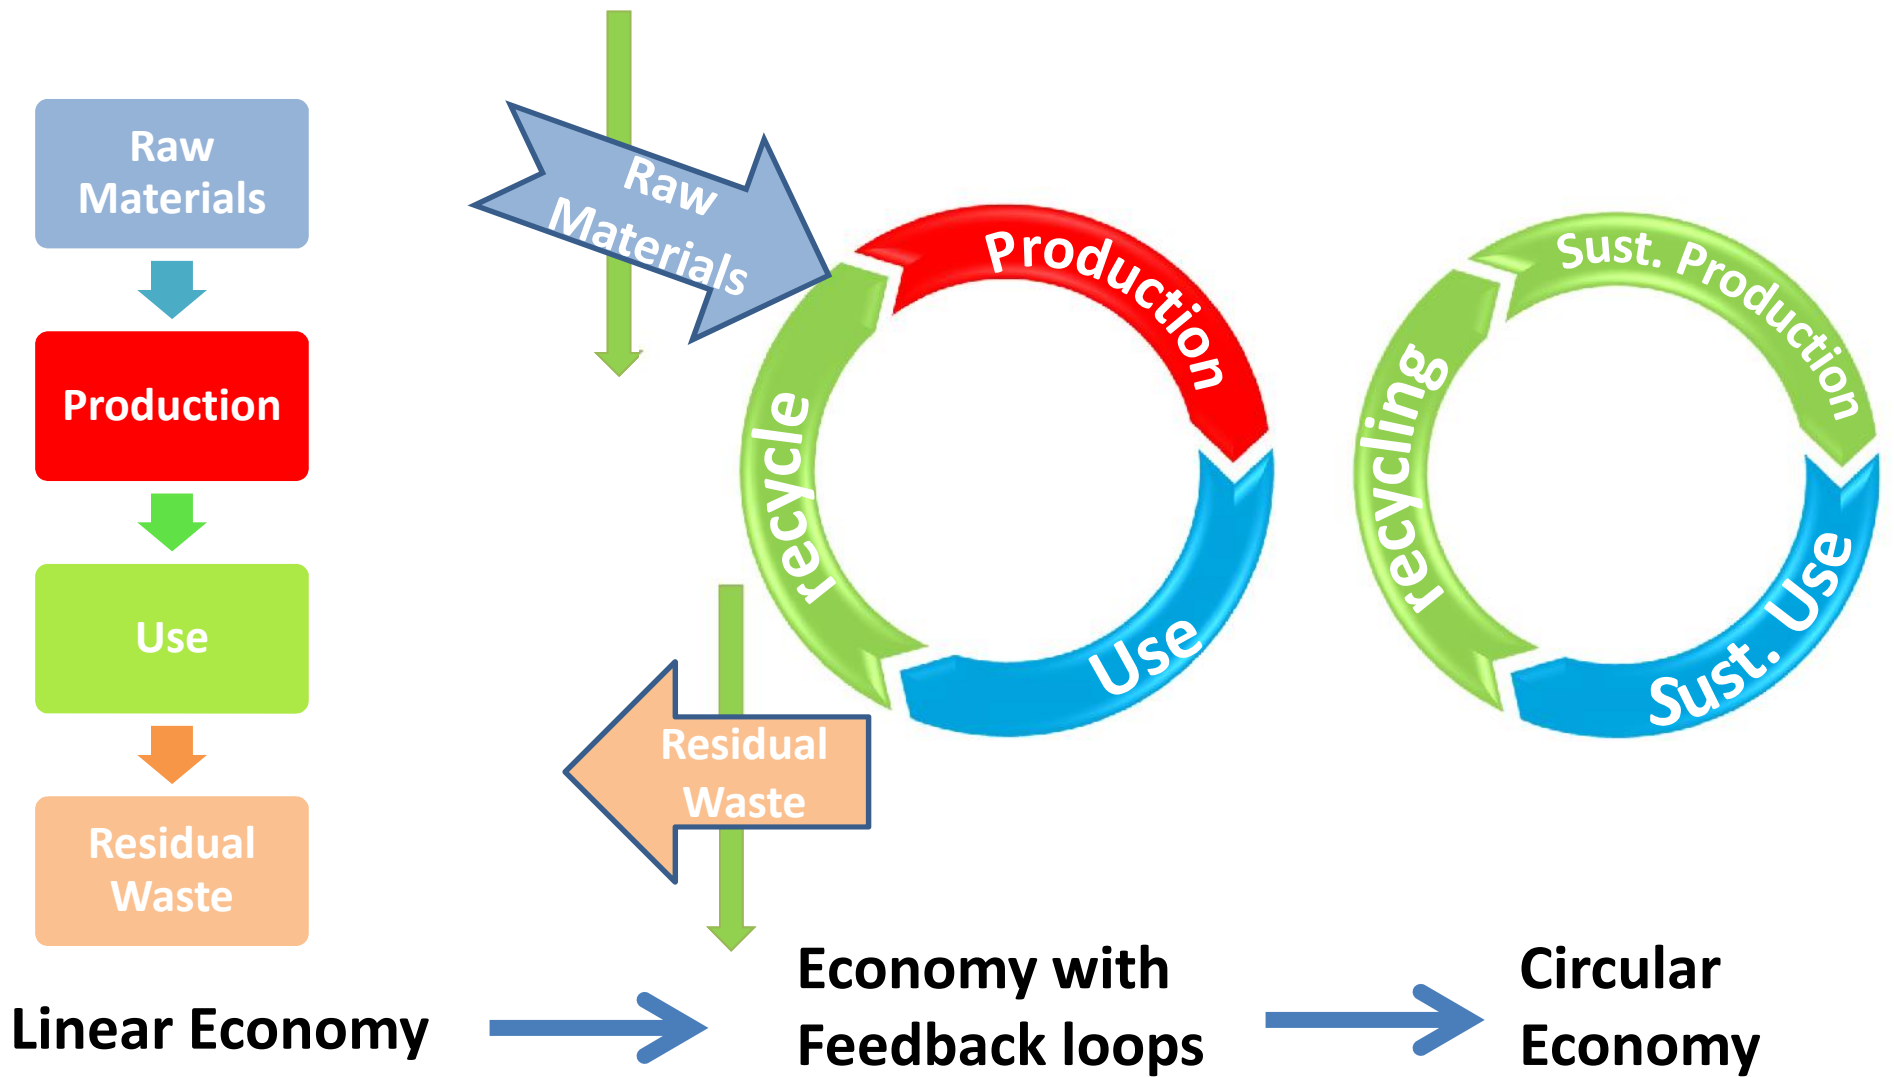 Raw
Materials
Production
Use
Residual
Waste
Linear Economy
Raw
Materials
Production
Use
recycle
Residual
Waste
Economy with
Feedback loops
Sust. Production
Sust. Use
recycling
Circular
Economy